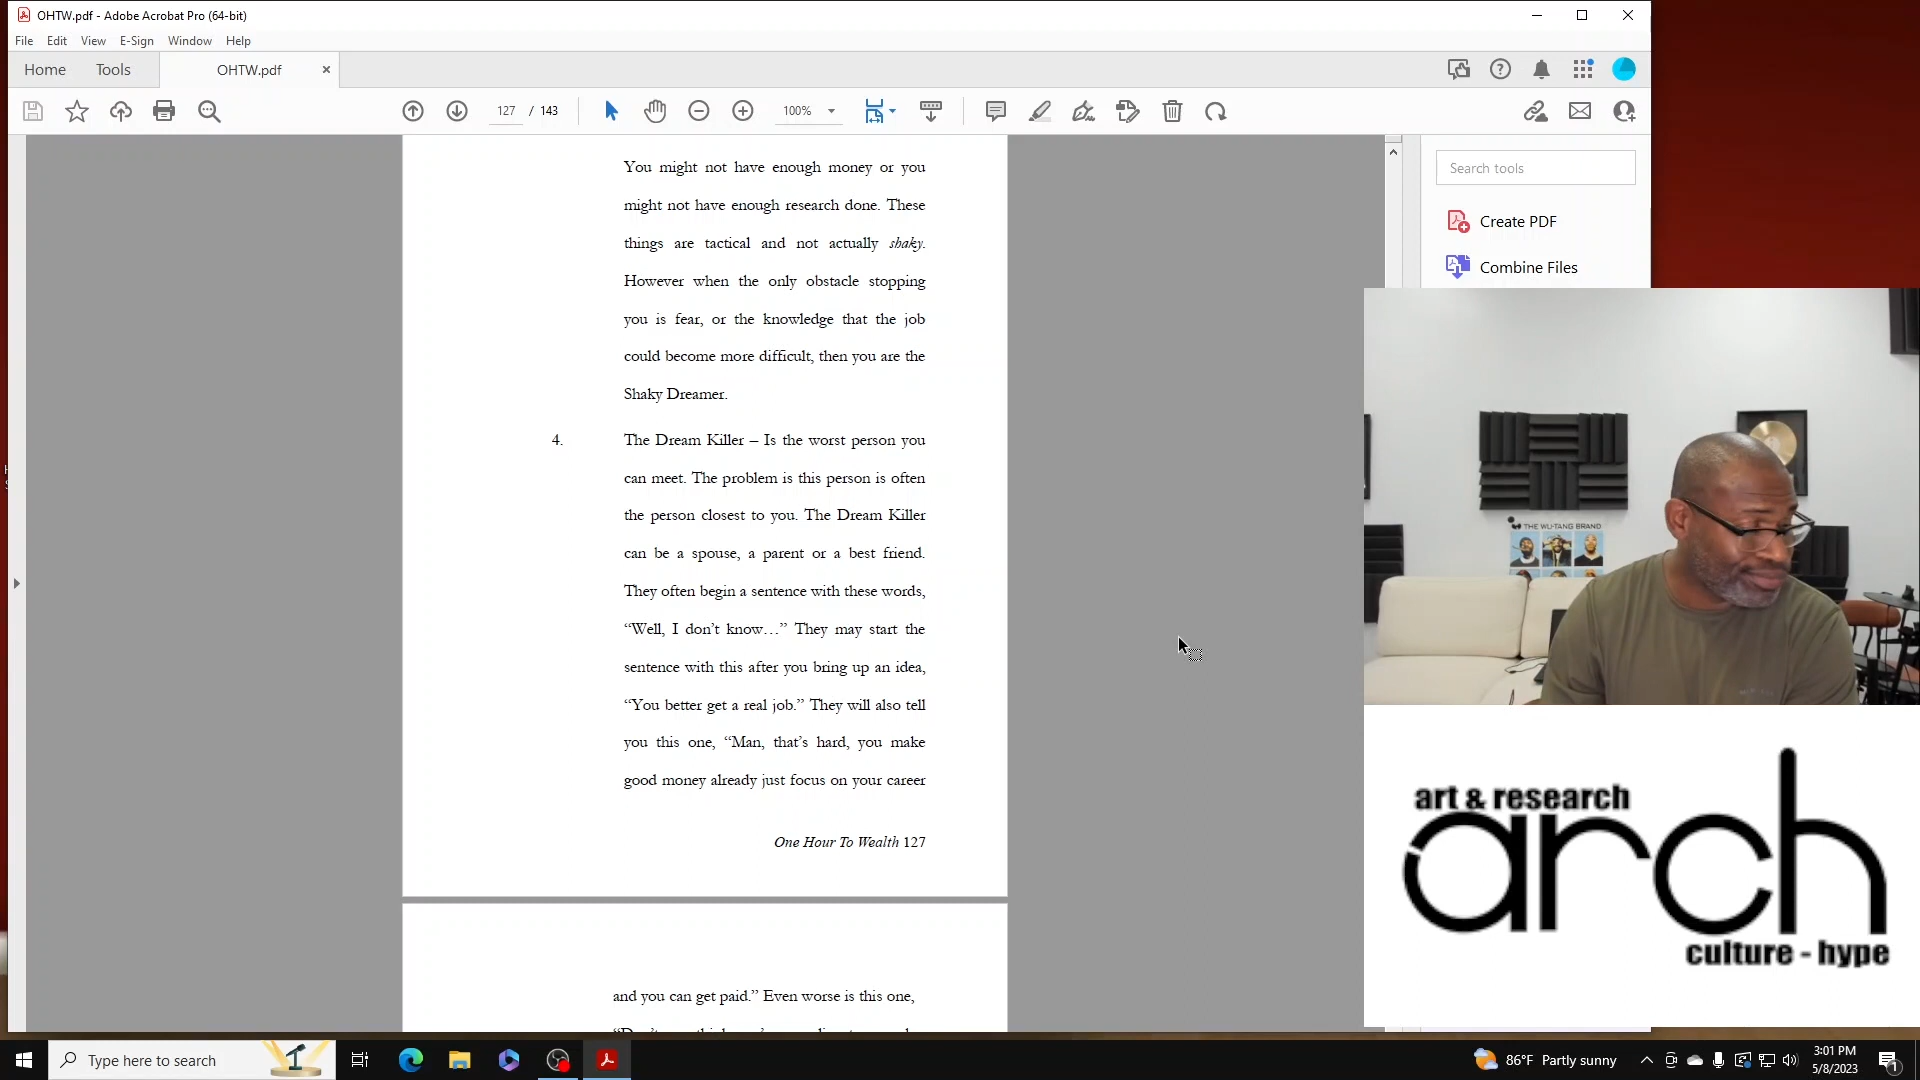 OHTW.pdf - Adobe Acrobat Pro (64-bit)
File Edit View E-Sign Window Help
Home Tools OHTW.pdf
127 / 143 100%
You might not have enough money or you
might not have enough research done. These
things are tactical and not actually shaky.
However when the only obstacle stopping
you is fear, or the knowledge that the job
could become more difficult, then you are the
Shaky Dreamer.
4. The Dream Killer – Is the worst person you
can meet. The problem is this person is often
the person closest to you. The Dream Killer
can be a spouse, a parent or a best friend.
They often begin a sentence with these words,
“Well, I don’t know…” They may start the
sentence with this after you bring up an idea,
“You better get a real job.” They will also tell
you this one, “Man, that’s hard, you make
good money already just focus on your career
One Hour To Wealth 127
and you can get paid.” Even worse is this one,
Search tools
Create PDF
Combine Files
THE WU-TANG BRAND
art & research
arch
culture - hype
Type here to search
86°F Partly sunny
3:01 PM
5/8/2023
1